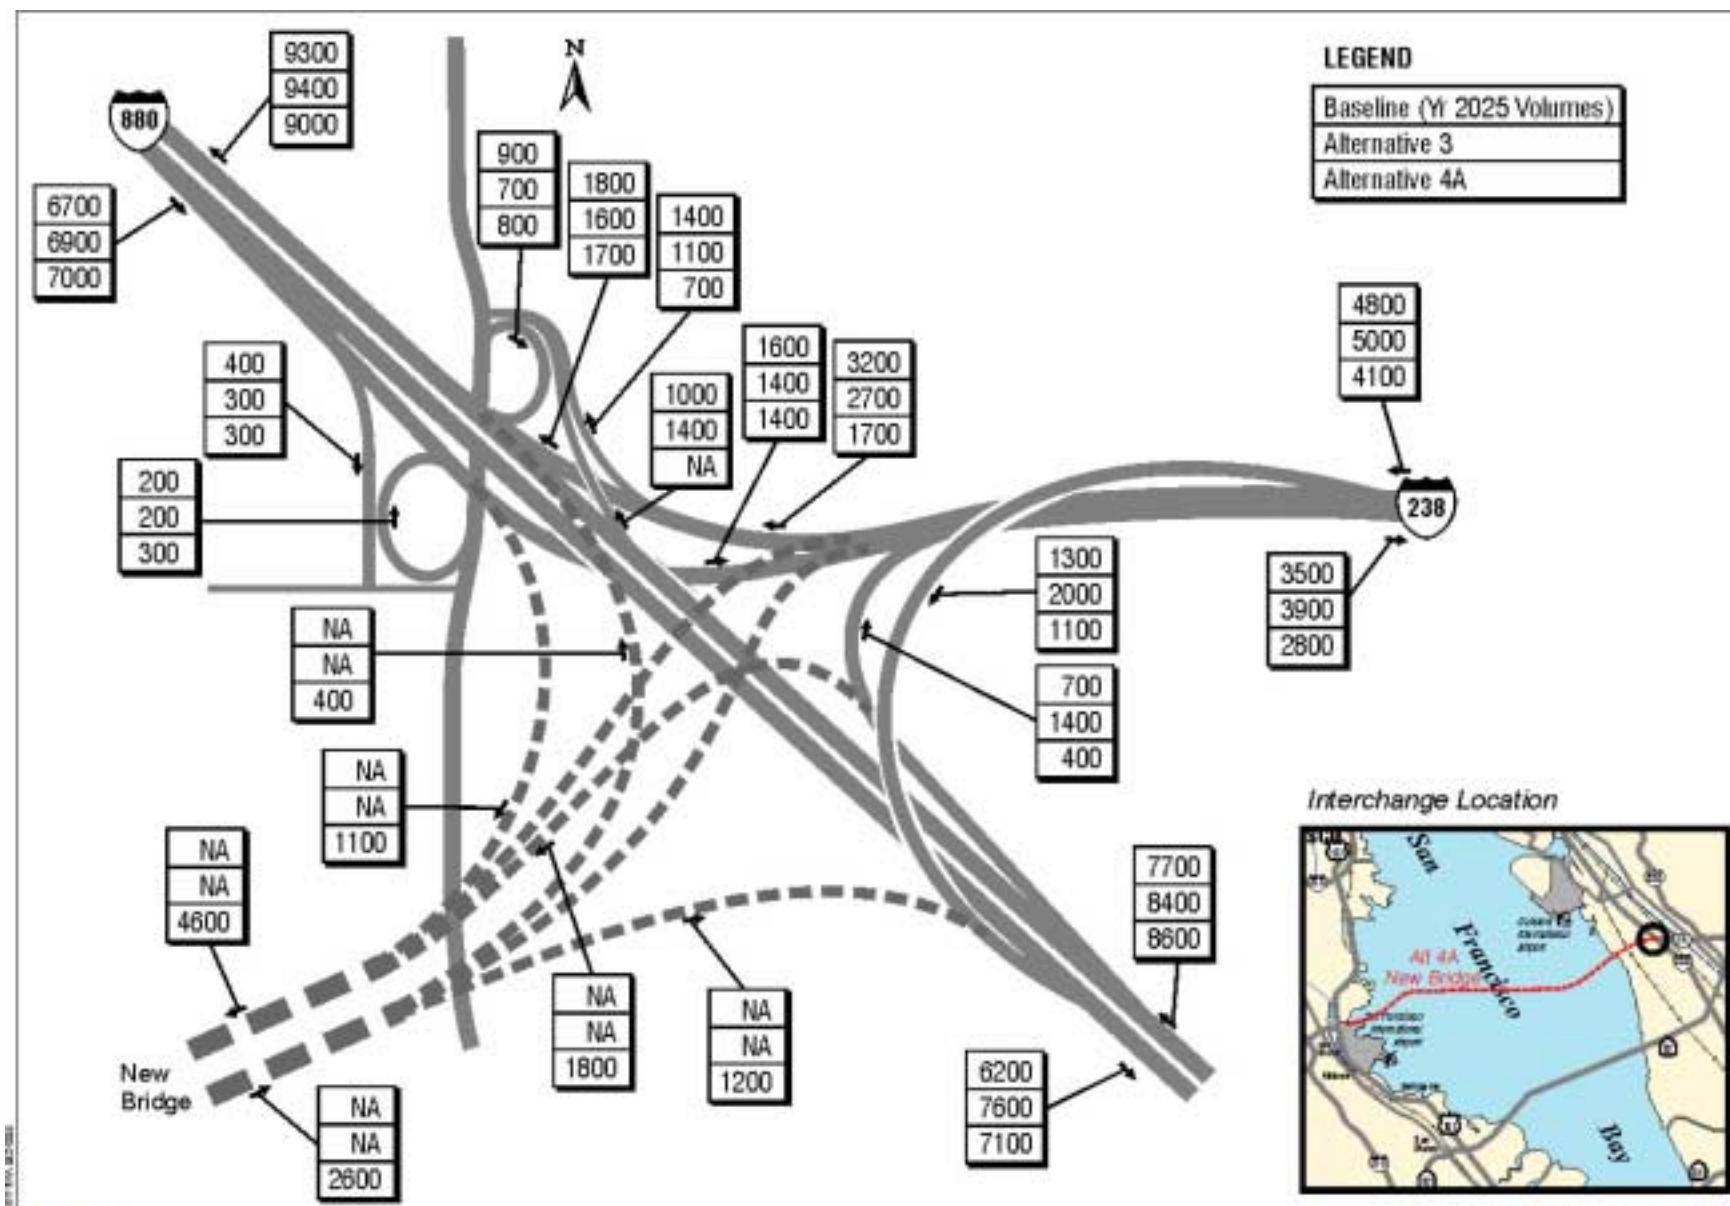 9300
9400
9000
880
N
LEGEND
Baseline (Yr 2025 Volumes)
Alternative 3
Alternative 4A
900
700
800
1800
1600
1700
1400
1100
700
6700
6900
7000
4800
5000
4100
400
300
300
1600
1400
1400
3200
2700
1700
1000
1400
NA
200
200
300
238
1300
2000
1100
3500
3900
2800
NA
NA
400
700
1400
400
NA
NA
1100
Interchange Location
NA
NA
4600
7700
8400
8600
San
Francisco
Bay
Alt 4A
New Bridge
NA
NA
1800
NA
NA
1200
6200
7600
7100
New
Bridge
NA
NA
2600